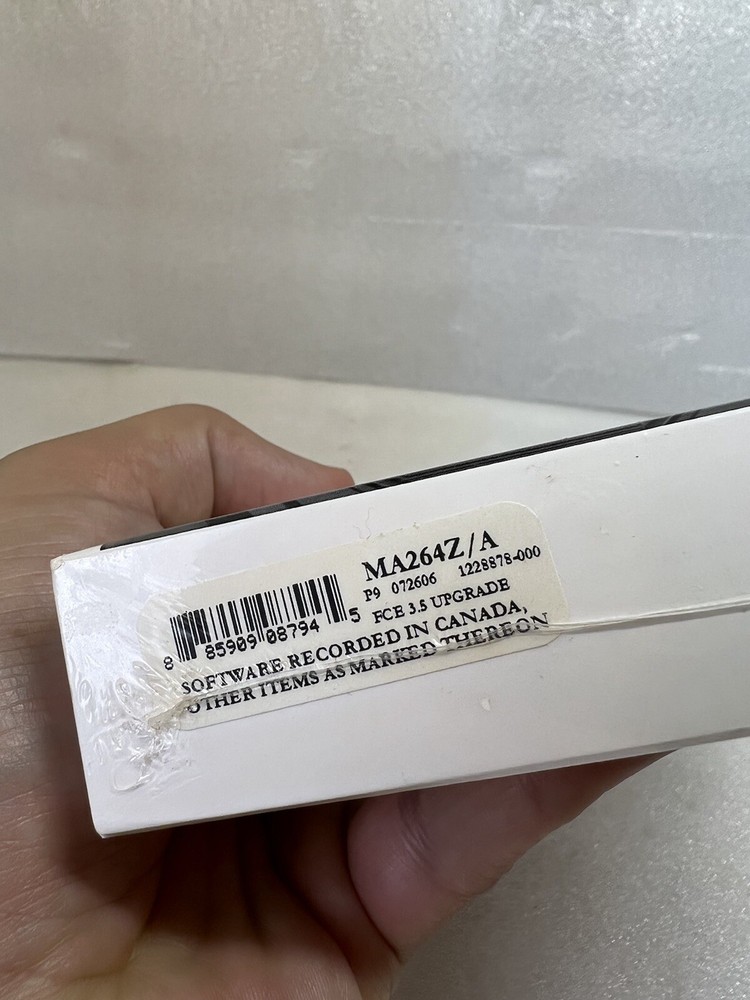 MA264Z/A
P9 072606 1228878-000
FCE 3.5 UPGRADE
8 85909 08794 5
SOFTWARE RECORDED IN CANADA,
OTHER ITEMS AS MARKED THEREON